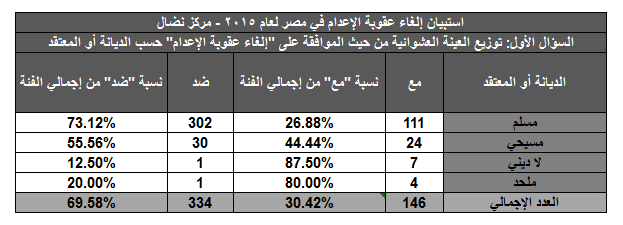 استبيان إلغاء عقوبة الإعدام في مصر لعام ٢٠١٥ - مركز نضال
السؤال الأول: توزيع العينة العشوائية من حيث الموافقة على "إلغاء عقوبة الإعدام" حسب الديانة أو المعتقد
الديانة أو المعتقد مع نسبة "مع" من إجمالي الفئة ضد نسبة "ضد" من إجمالي الفئة
مسلم 111 26.88% 302 73.12%
مسيحي 24 44.44% 30 55.56%
لا ديني 7 87.50% 1 12.50%
ملحد 4 80.00% 1 20.00%
العدد الإجمالي 146 30.42% 334 69.58%